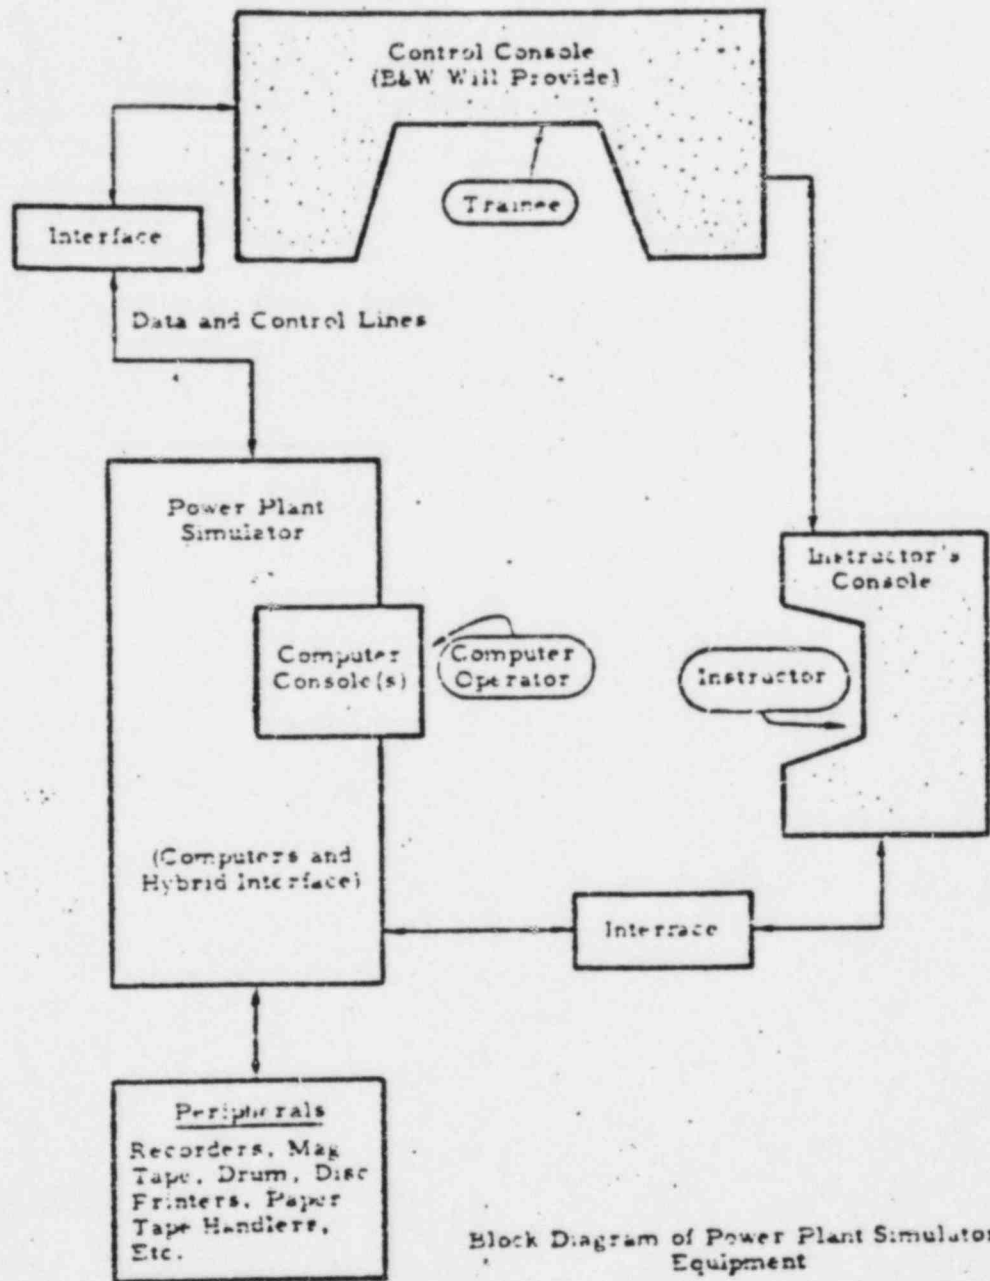 Control Console
(B&W Will Provide)
Trainee
Interface
Data and Control Lines
Power Plant
Simulator
Instructor's
Console
Computer
Console(s)
Computer
Operator
Instructor
(Computers and
Hybrid Interface)
Interface
Peripherals
Recorders, Mag
Tape, Drum, Disc
Printers, Paper
Tape Handlers,
Etc.
Block Diagram of Power Plant Simulator
Equipment